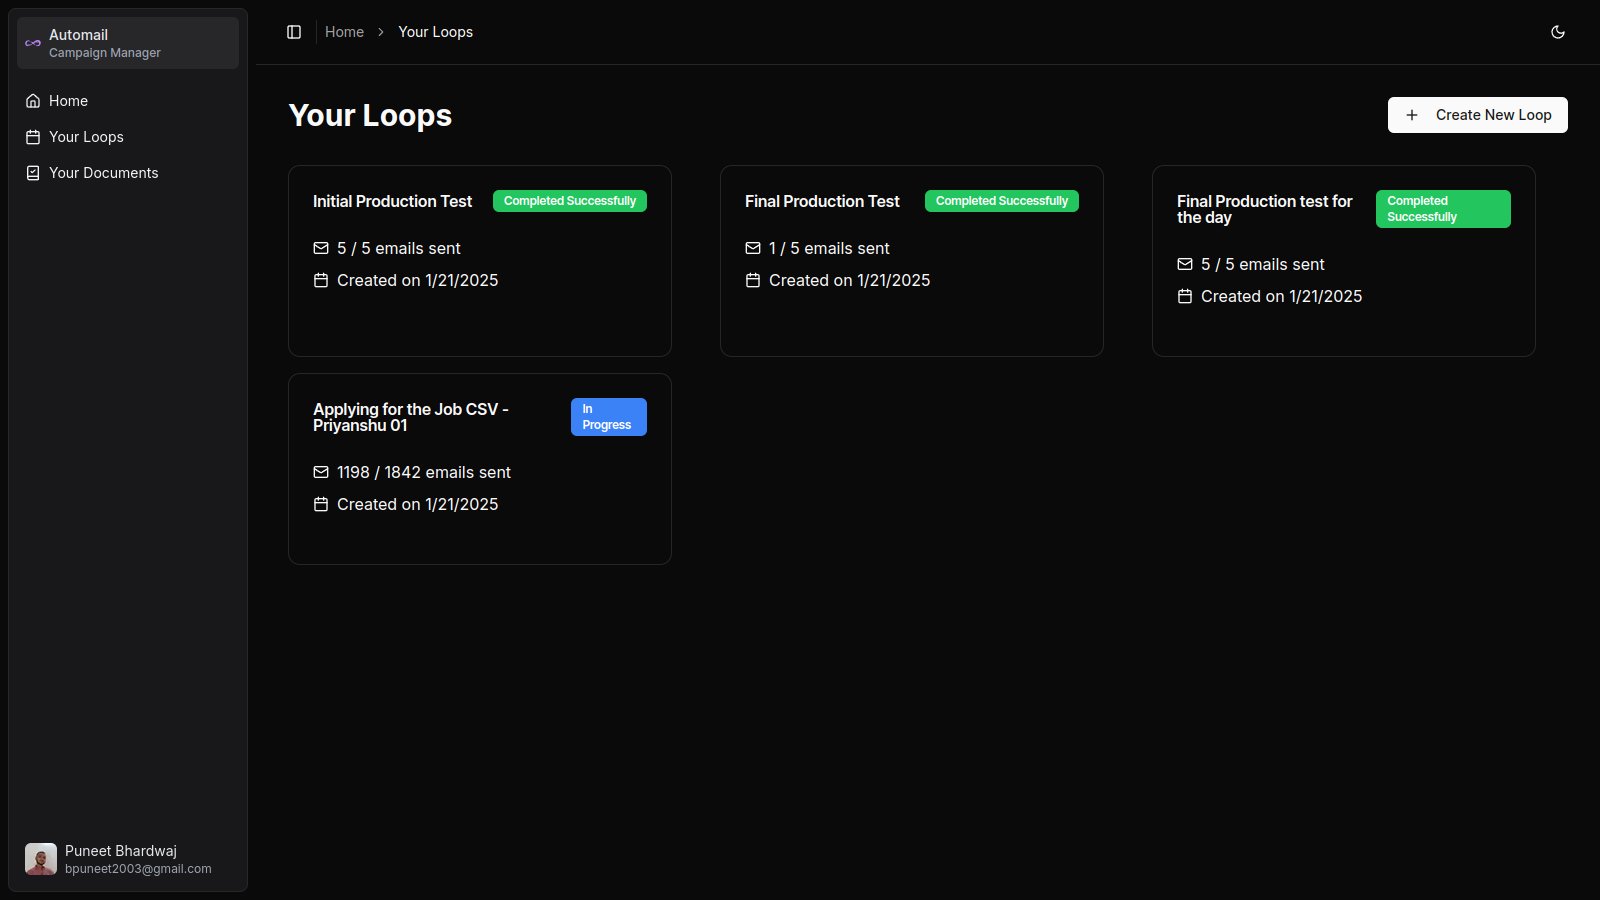 Automail
Campaign Manager
Home
Your Loops
Your Documents
Home > Your Loops
Your Loops
+ Create New Loop
Initial Production Test
Completed Successfully
5 / 5 emails sent
Created on 1/21/2025
Final Production Test
Completed Successfully
1 / 5 emails sent
Created on 1/21/2025
Final Production test for
the day
Completed
Successfully
5 / 5 emails sent
Created on 1/21/2025
Applying for the Job CSV -
Priyanshu 01
In
Progress
1198 / 1842 emails sent
Created on 1/21/2025
Puneet Bhardwaj
bpuneet2003@gmail.com